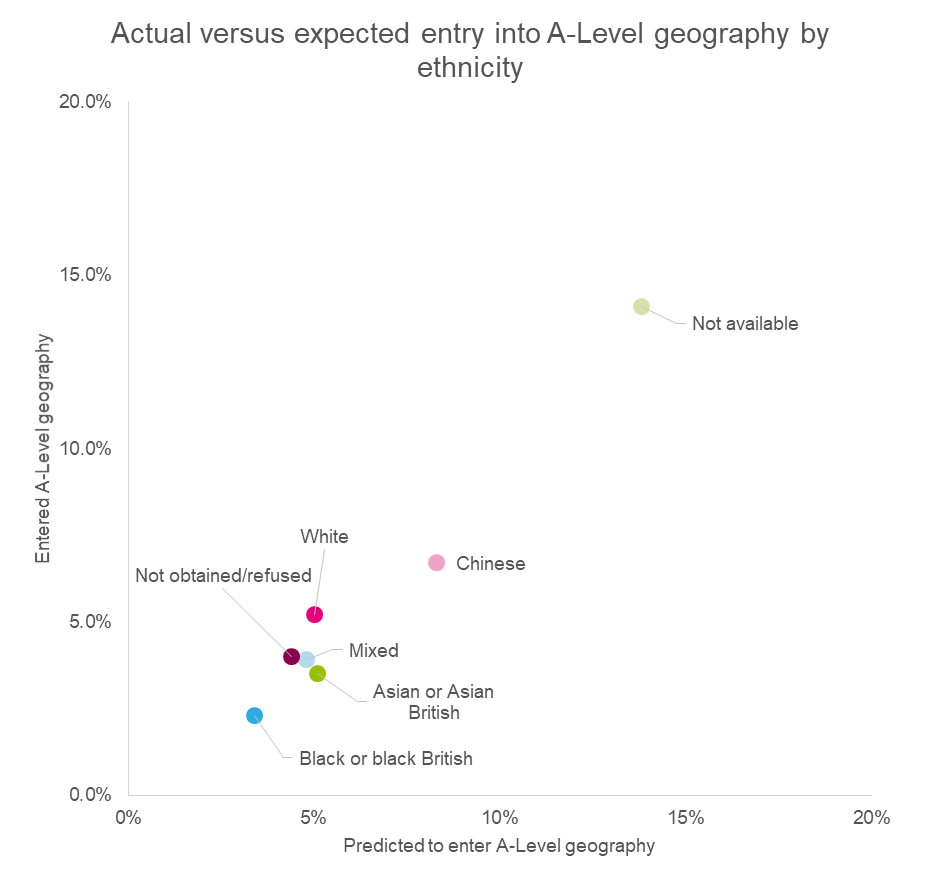 Actual versus expected entry into A-Level geography by
ethnicity
20.0%
15.0%
10.0%
5.0%
0.0%
Entered A-Level geography
Not available
White
Chinese
Not obtained/refused
Mixed
Asian or Asian
British
Black or black British
0%
5%
10%
15%
20%
Predicted to enter A-Level geography